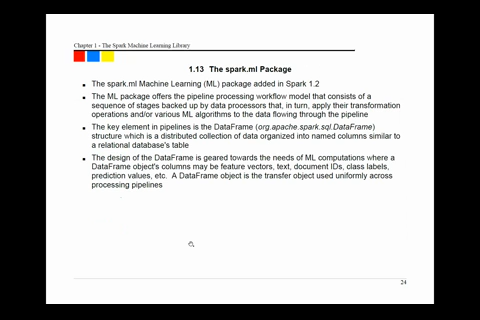 Chapter 1 - The Spark Machine Learning Library
1.13 The spark.ml Package
The spark.ml Machine Learning (ML) package added in Spark 1.2
The ML package offers the pipeline processing workflow model that consists of a
sequence of stages backed up by data processors that, in turn, apply their transformation
operations and/or various ML algorithms to the data flowing through the pipeline
The key element in pipelines is the DataFrame (org.apache.spark.sql.DataFrame)
structure which is a distributed collection of data organized into named columns similar to
a relational database's table
The design of the DataFrame is geared towards the needs of ML computations where a
DataFrame object's columns may be feature vectors, text, document IDs, class labels,
prediction values, etc. A DataFrame object is the transfer object used uniformly across
processing pipelines
24